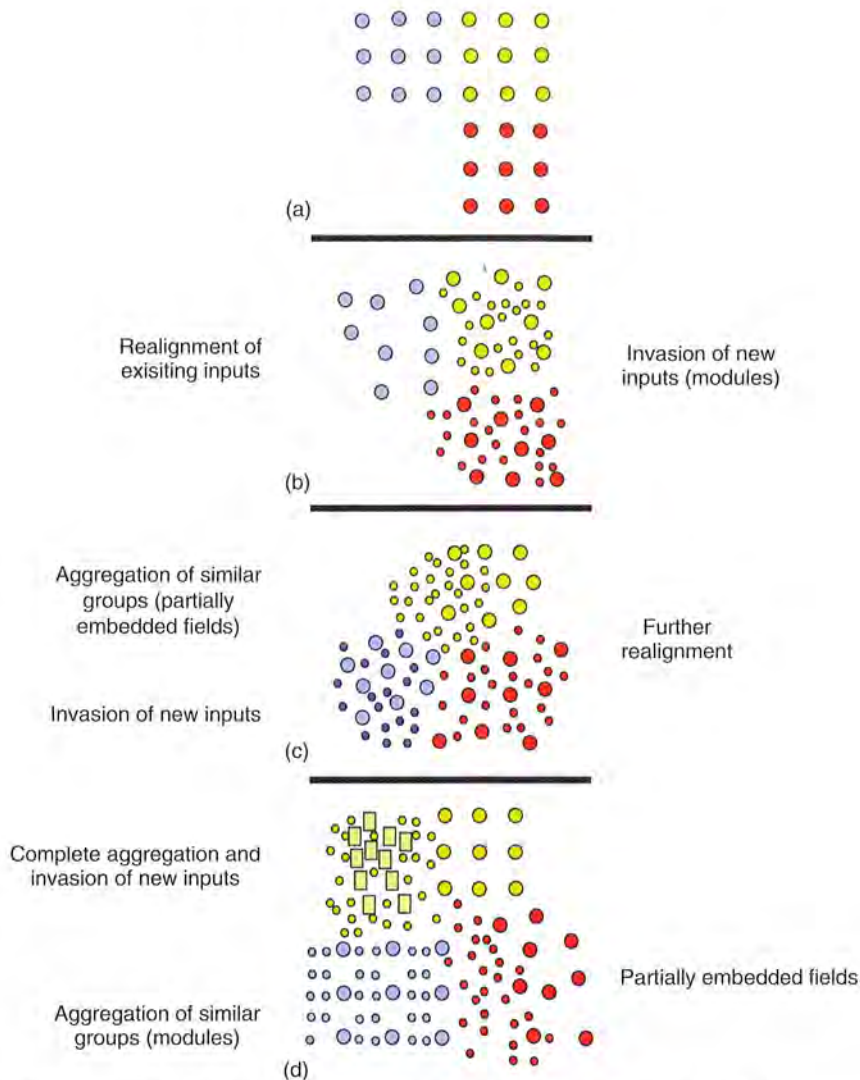 (a)
Realignment of
exisiting inputs
Invasion of new
inputs (modules)
(b)
Aggregation of similar
groups (partially
embedded fields)
Further
realignment
Invasion of new inputs
(c)
Complete aggregation and
invasion of new inputs
Partially embedded fields
Aggregation of similar
groups (modules)
(d)